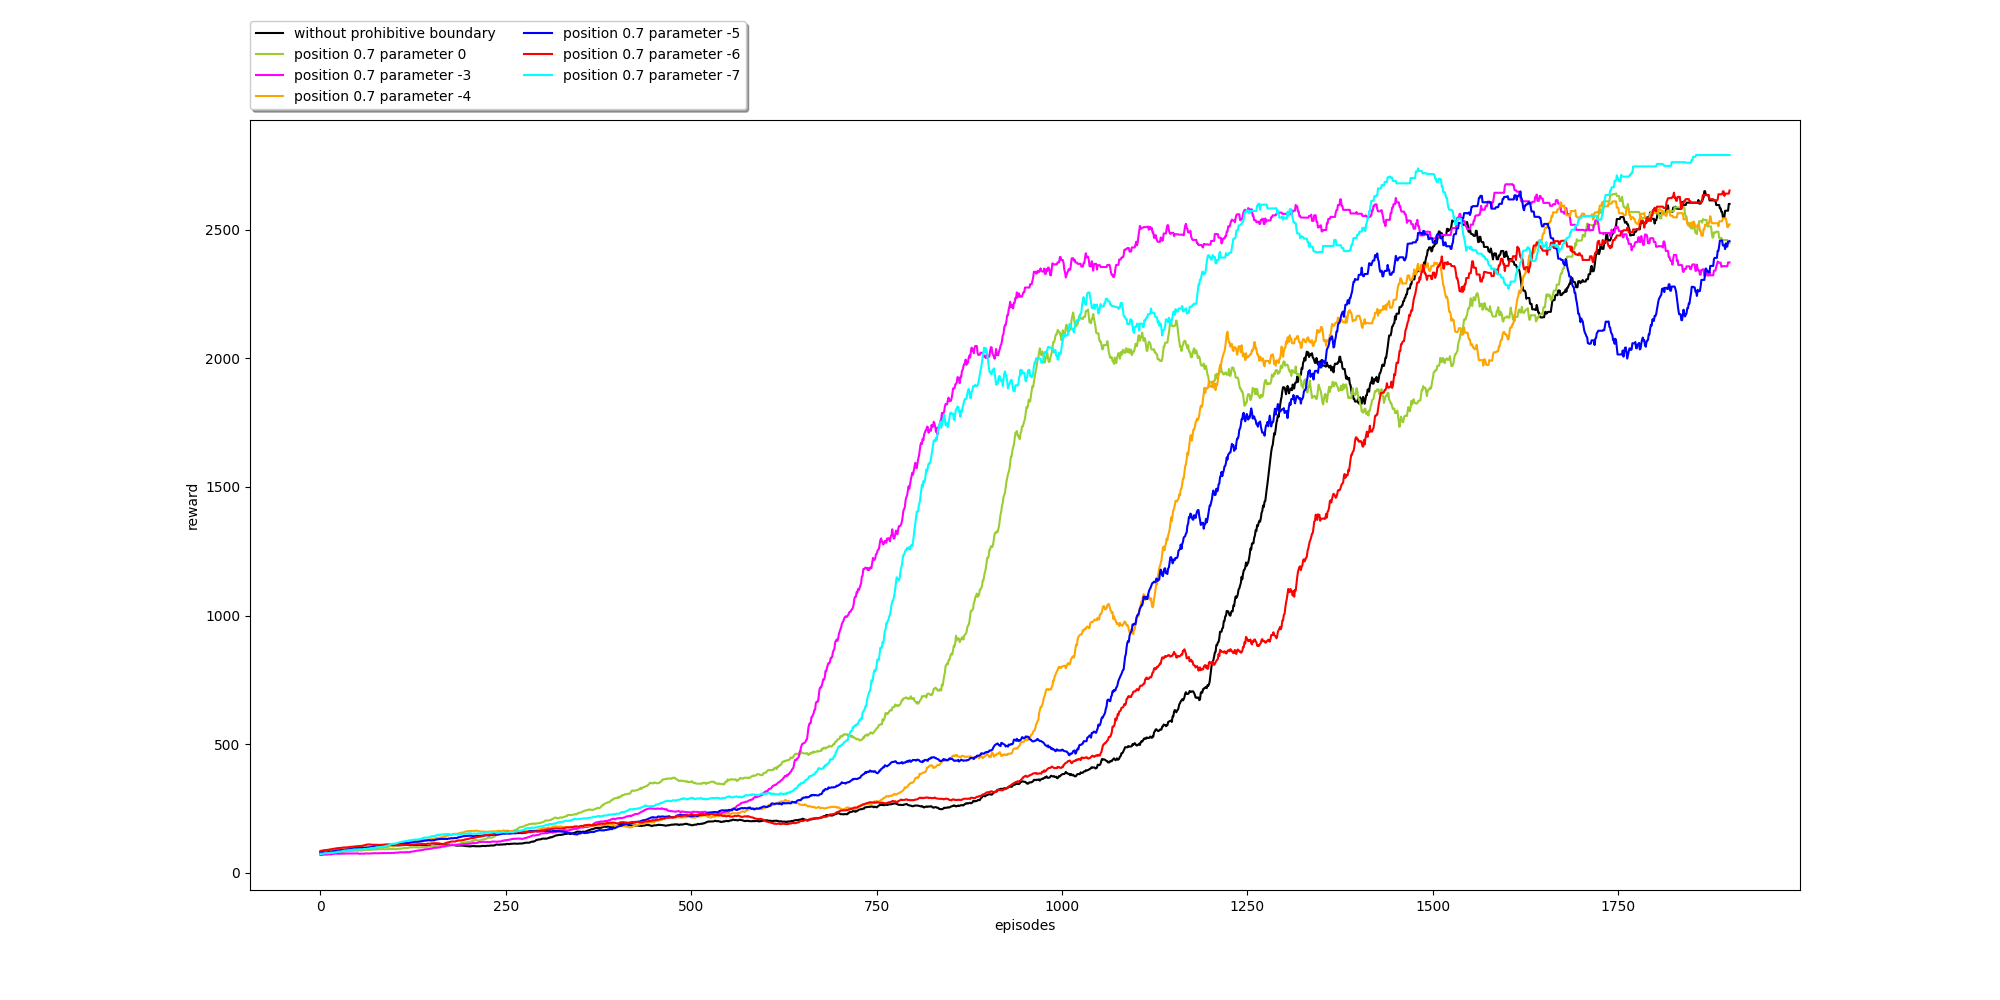 without prohibitive boundary
position 0.7 parameter 0
position 0.7 parameter -3
position 0.7 parameter -4
position 0.7 parameter -5
position 0.7 parameter -6
position 0.7 parameter -7
2500
2000
1500
1000
500
0
reward
0 250 500 750 1000 1250 1500 1750
episodes